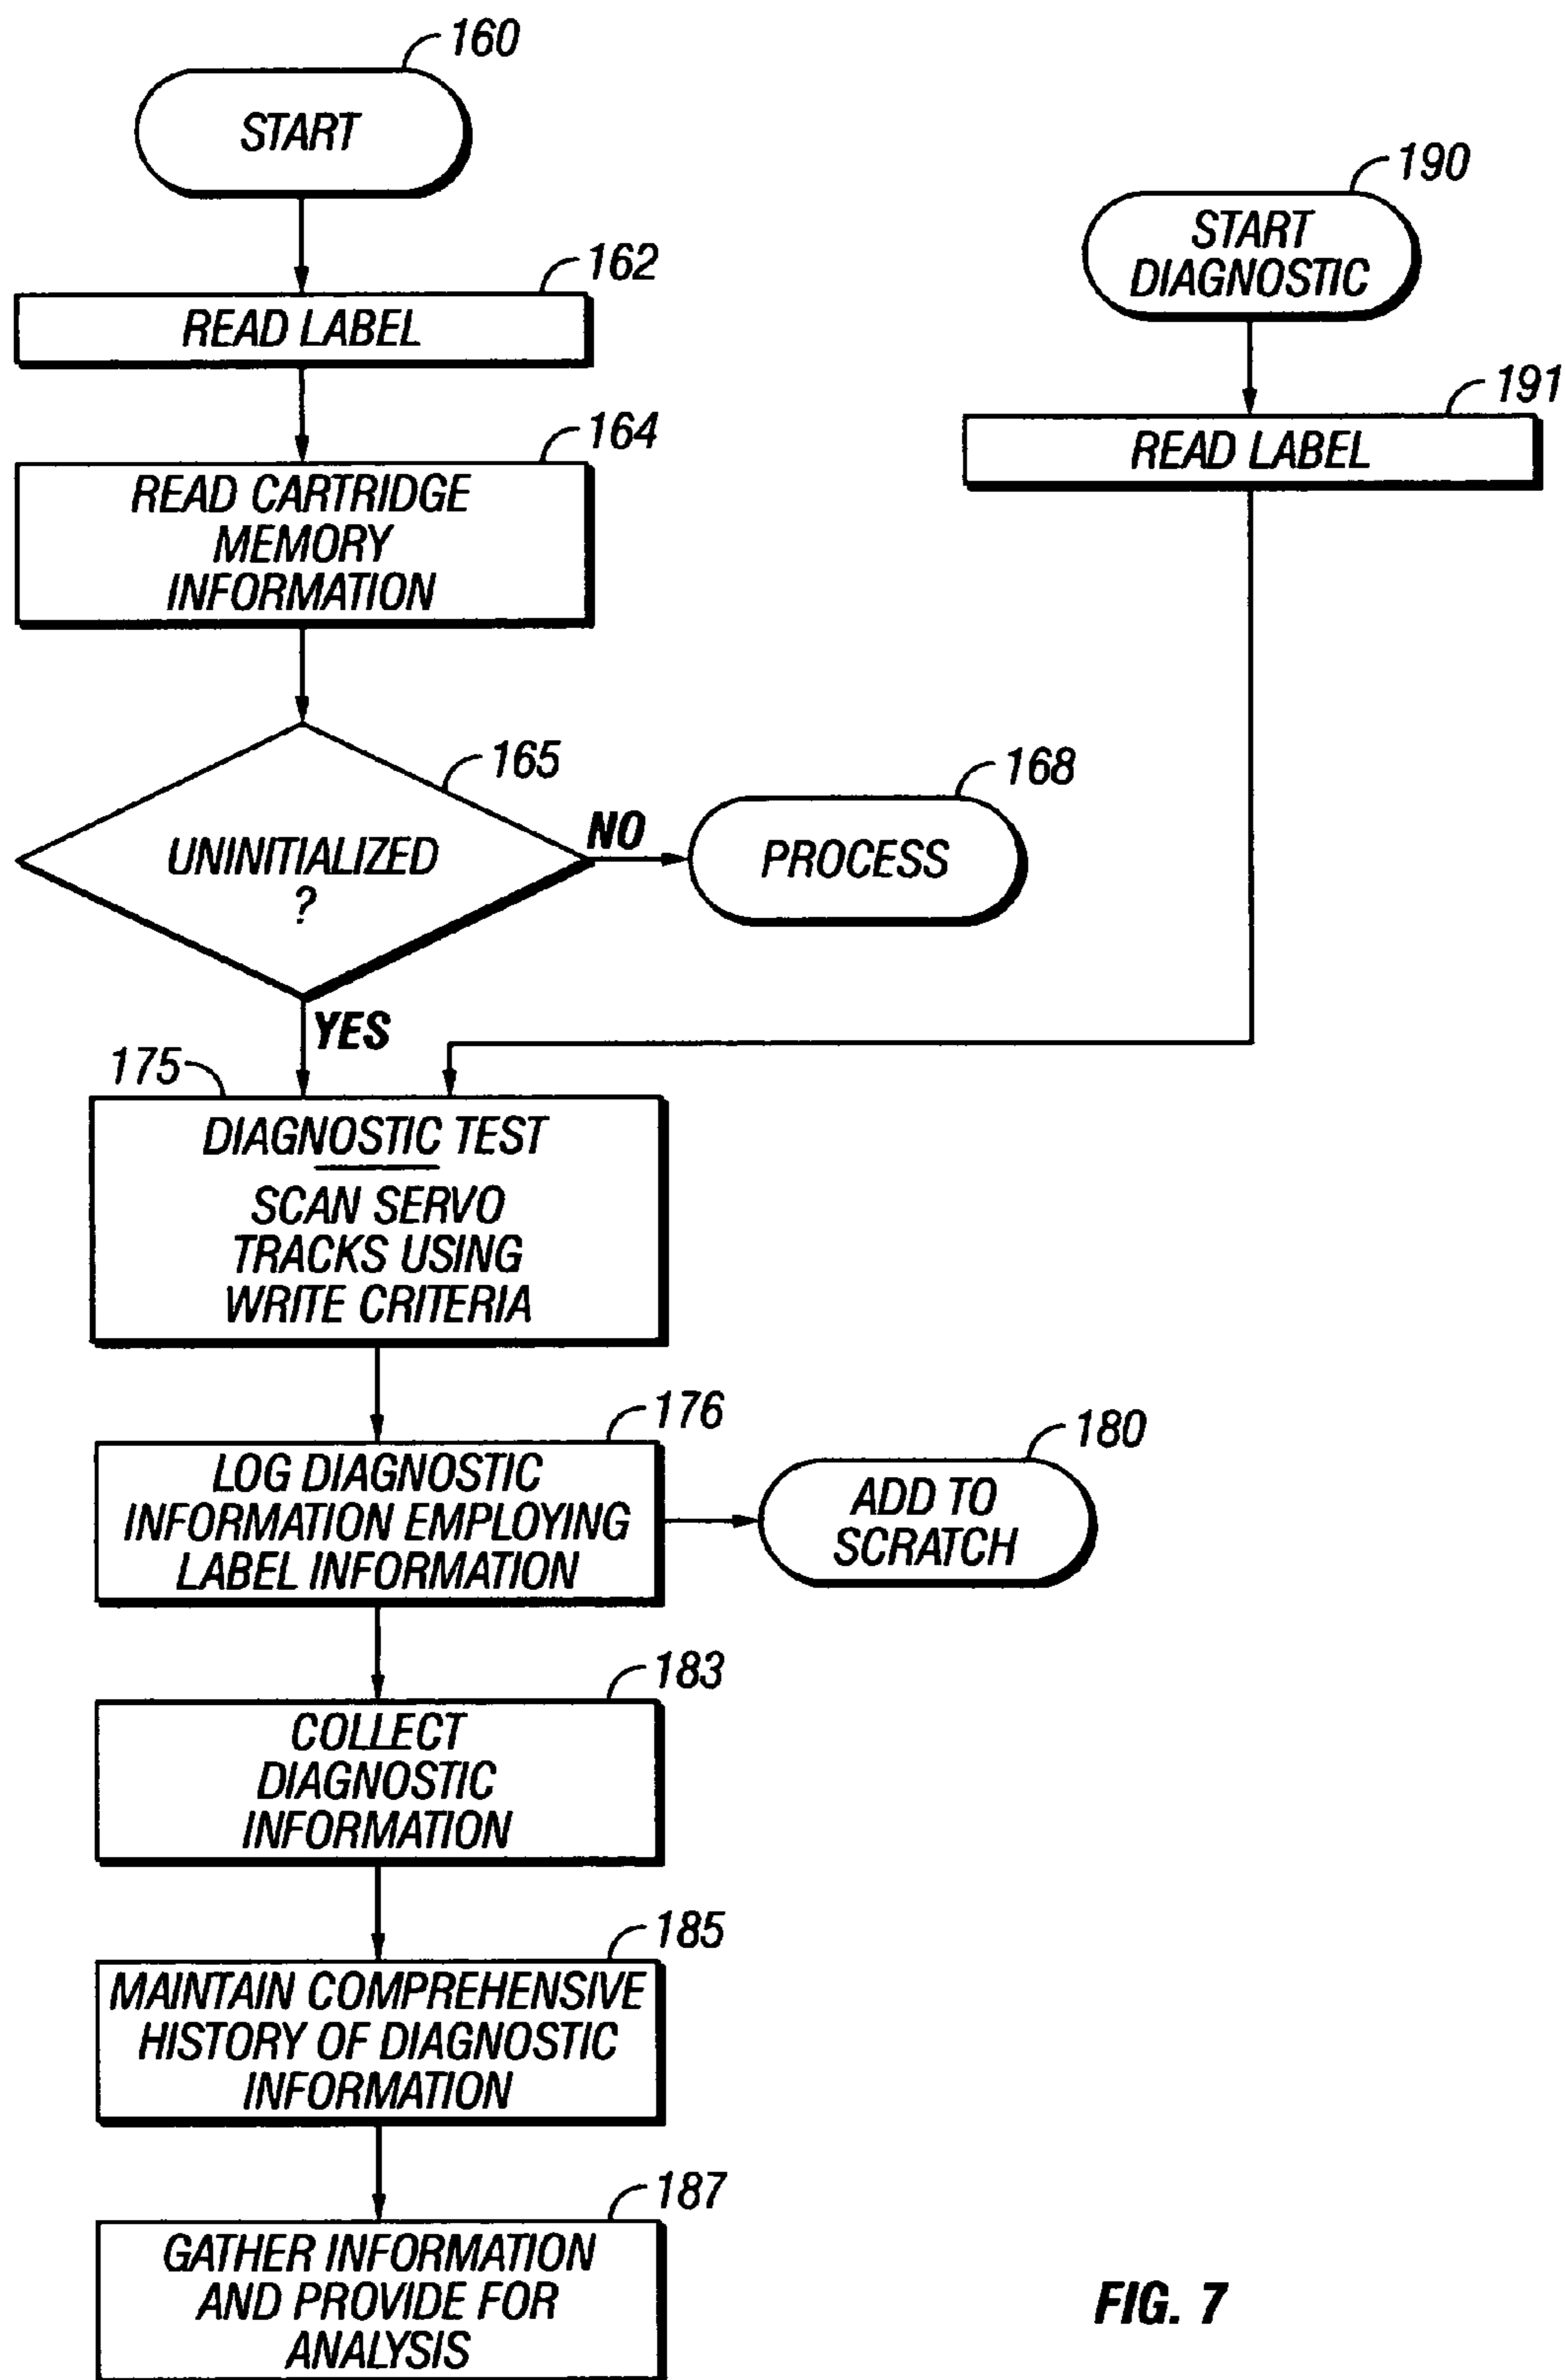 160
START
162
READ LABEL
164
READ CARTRIDGE
MEMORY
INFORMATION
165
UNINITIALIZED
?
NO
168
PROCESS
YES
190
START
DIAGNOSTIC
191
READ LABEL
175
DIAGNOSTIC TEST
SCAN SERVO
TRACKS USING
WRITE CRITERIA
176
LOG DIAGNOSTIC
INFORMATION EMPLOYING
LABEL INFORMATION
180
ADD TO
SCRATCH
183
COLLECT
DIAGNOSTIC
INFORMATION
185
MAINTAIN COMPREHENSIVE
HISTORY OF DIAGNOSTIC
INFORMATION
187
GATHER INFORMATION
AND PROVIDE FOR
ANALYSIS
FIG. 7